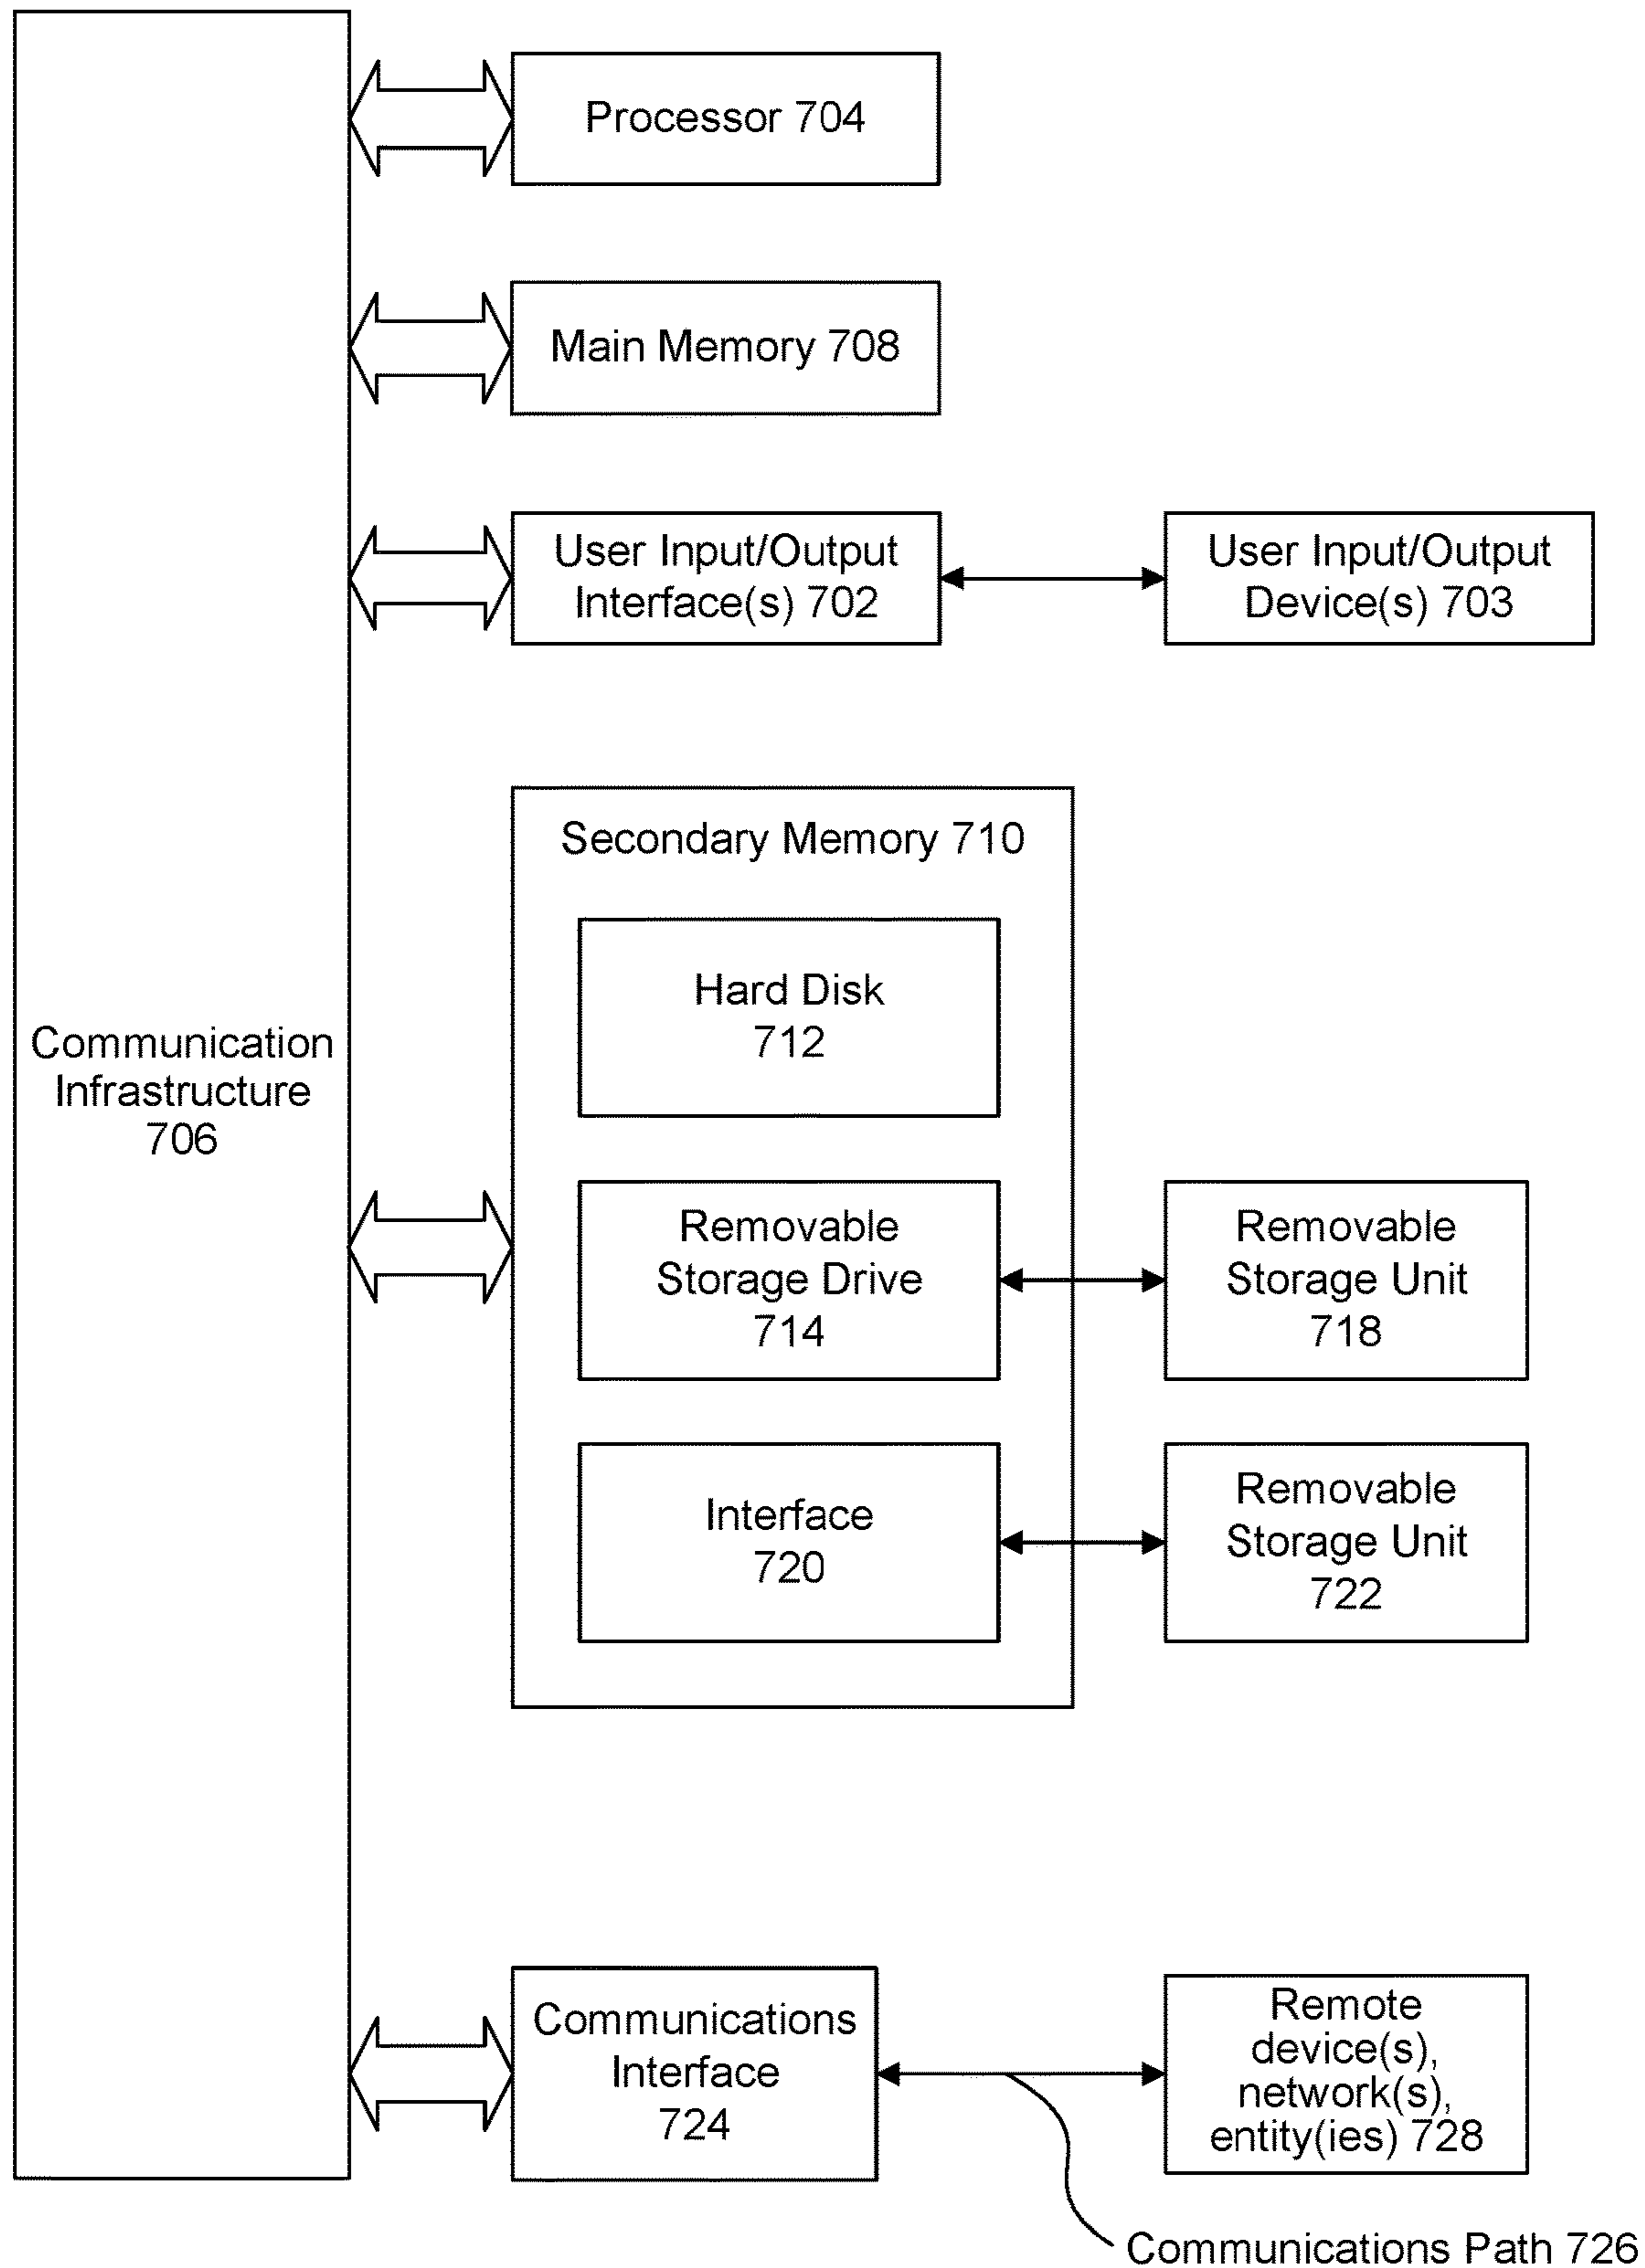 Processor 704
Main Memory 708
User Input/Output
Interface(s) 702
User Input/Output
Device(s) 703
Secondary Memory 710
Hard Disk
712
Communication
Infrastructure
706
Removable
Storage Drive
714
Removable
Storage Unit
718
Interface
720
Removable
Storage Unit
722
Communications
Interface
724
Remote
device(s),
network(s),
entity(ies) 728
Communications Path 726